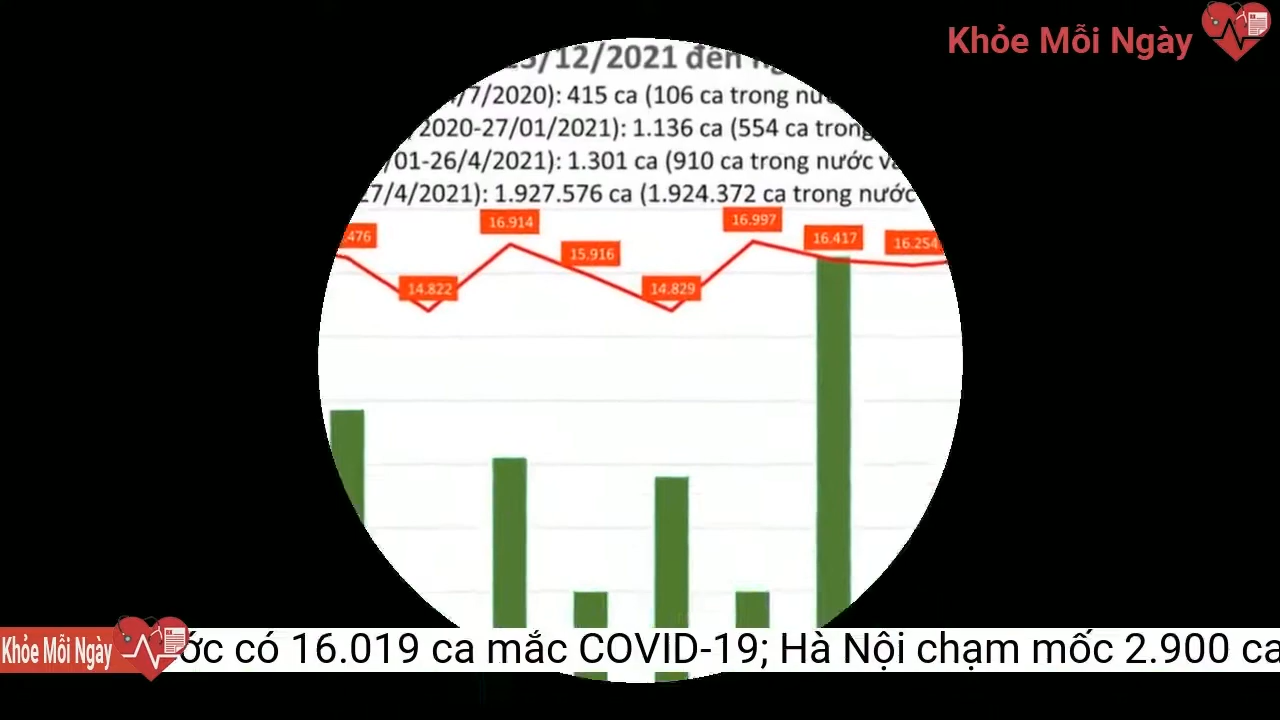 Khỏe Mỗi Ngày
/12/2021 đến
/7/2020): 415 ca (106 ca trong
2020-27/01/2021): 1.136 ca (554 ca trong
/01-26/4/2021): 1.301 ca (910 ca trong nước
/4/2021): 1.927.576 ca (1.924.372 ca trong nước
16.914
16.997
476
16.417
16.254
15.916
14.822
14.829
Khỏe Mỗi Ngày
ớc có 16.019 ca mắc COVID-19; Hà Nội chạm mốc 2.900 ca